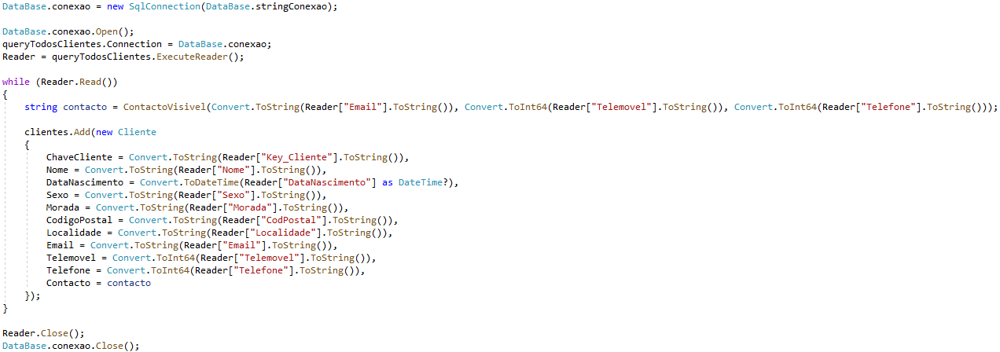 DataBase.conexao = new SqlConnection(DataBase.stringConexao);
DataBase.conexao.Open();
queryTodosClientes.Connection = DataBase.conexao;
Reader = queryTodosClientes.ExecuteReader();
while (Reader.Read())
{
string contacto = ContactoVisivel(Convert.ToString(Reader["Email"].ToString()), Convert.ToInt64(Reader["Telemovel"].ToString()), Convert.ToInt64(Reader["Telefone"].ToString()));
clientes.Add(new Cliente
{
ChaveCliente = Convert.ToString(Reader["Key_Cliente"].ToString()),
Nome = Convert.ToString(Reader["Nome"].ToString()),
DataNascimento = Convert.ToDateTime(Reader["DataNascimento"] as DateTime?),
Sexo = Convert.ToString(Reader["Sexo"].ToString()),
Morada = Convert.ToString(Reader["Morada"].ToString()),
CodigoPostal = Convert.ToString(Reader["CodPostal"].ToString()),
Localidade = Convert.ToString(Reader["Localidade"].ToString()),
Email = Convert.ToString(Reader["Email"].ToString()),
Telemovel = Convert.ToInt64(Reader["Telemovel"].ToString()),
Telefone = Convert.ToInt64(Reader["Telefone"].ToString()),
Contacto = contacto
});
}
Reader.Close();
DataBase.conexao.Close();